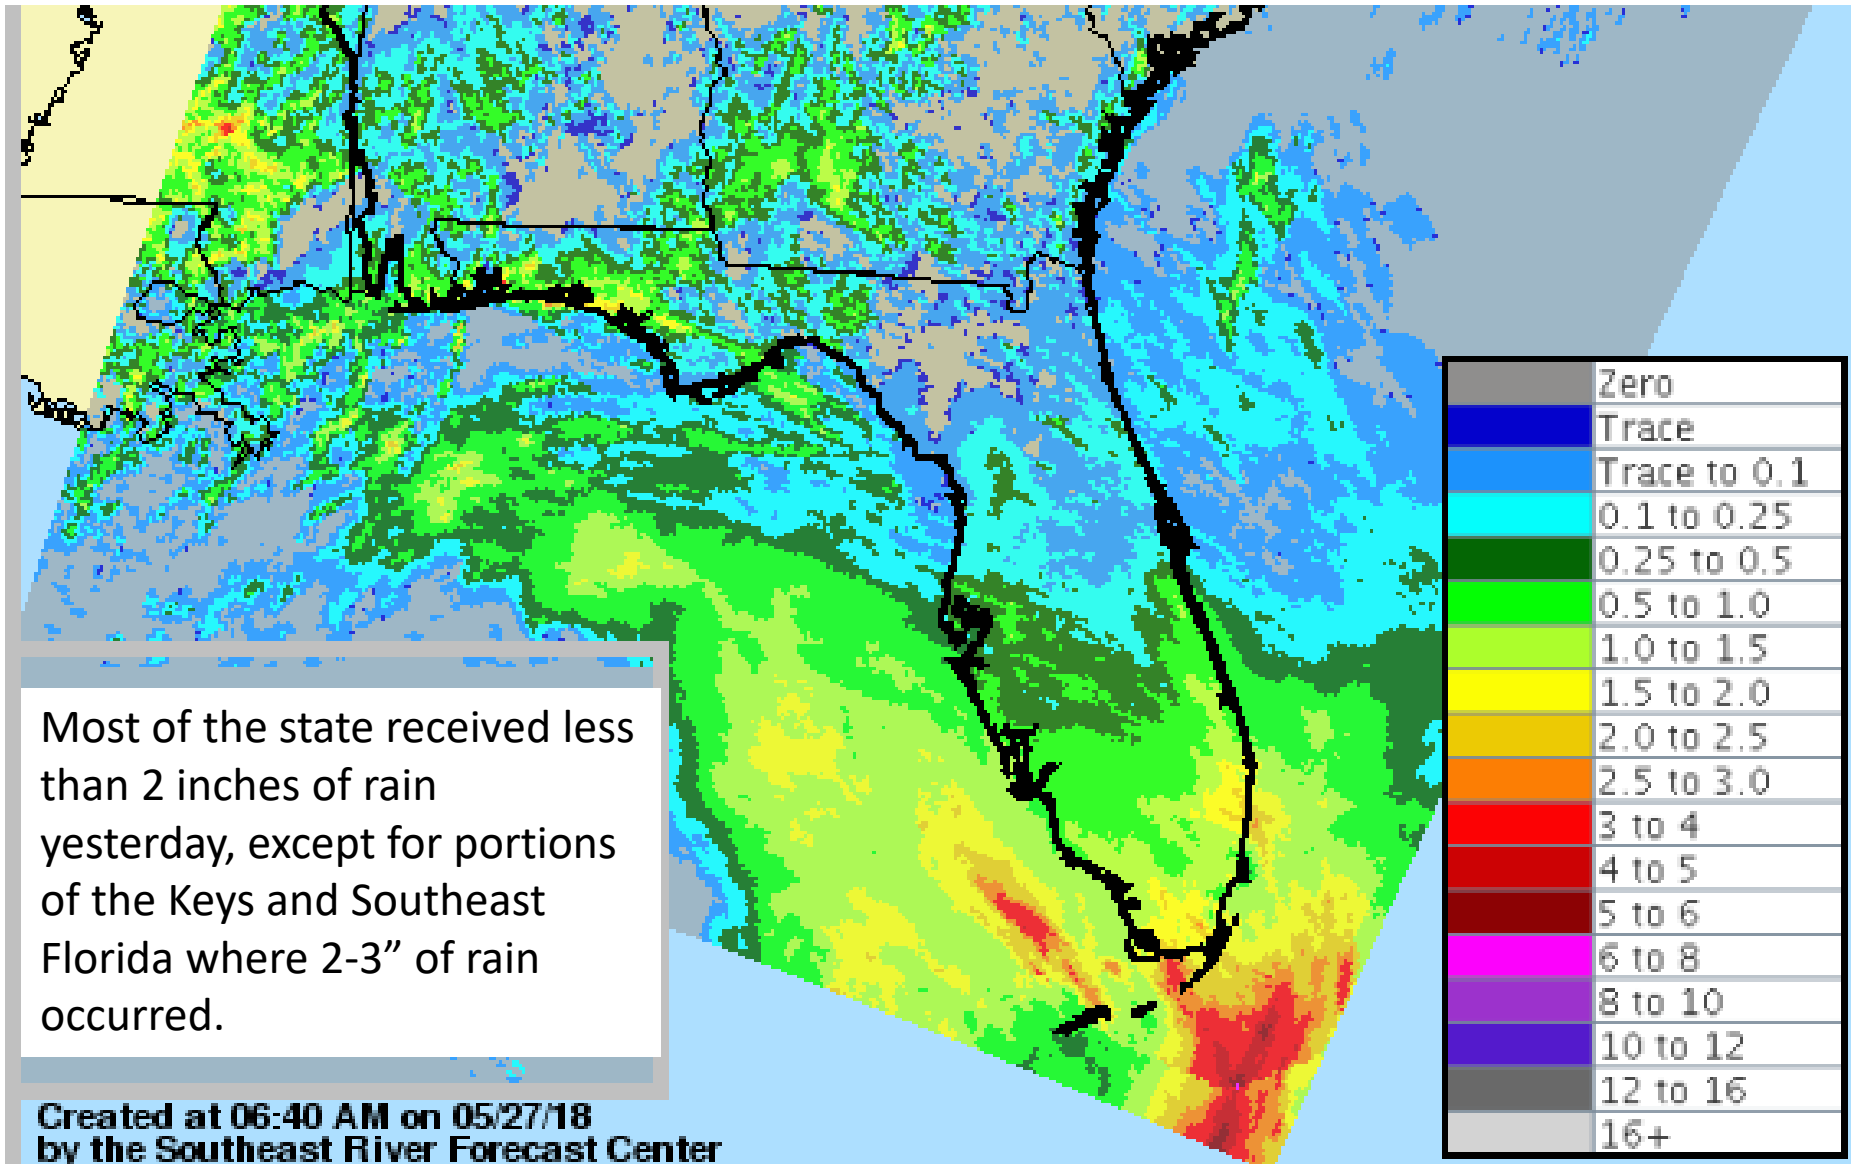 Zero
Trace
Trace to 0.1
0.1 to 0.25
0.25 to 0.5
0.5 to 1.0
1.0 to 1.5
1.5 to 2.0
2.0 to 2.5
2.5 to 3.0
3 to 4
4 to 5
5 to 6
6 to 8
8 to 10
10 to 12
12 to 16
16+
Most of the state received less
than 2 inches of rain
yesterday, except for portions
of the Keys and Southeast
Florida where 2-3” of rain
occurred.
Created at 06:40 AM on 05/27/18
by the Southeast River Forecast Center